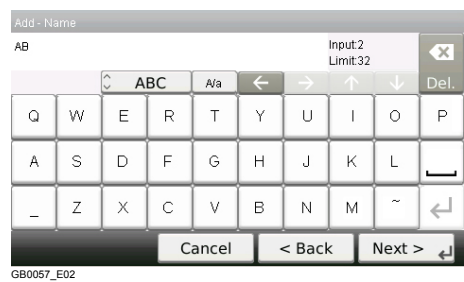 Add - Name
AB
Input:2
Limit:32
ABC A/a ← → ↑ ↓ Del.
Q W E R T Y U I O P
A S D F G H J K L
_ Z X C V B N M ~
Cancel < Back Next >
GB0057_E02